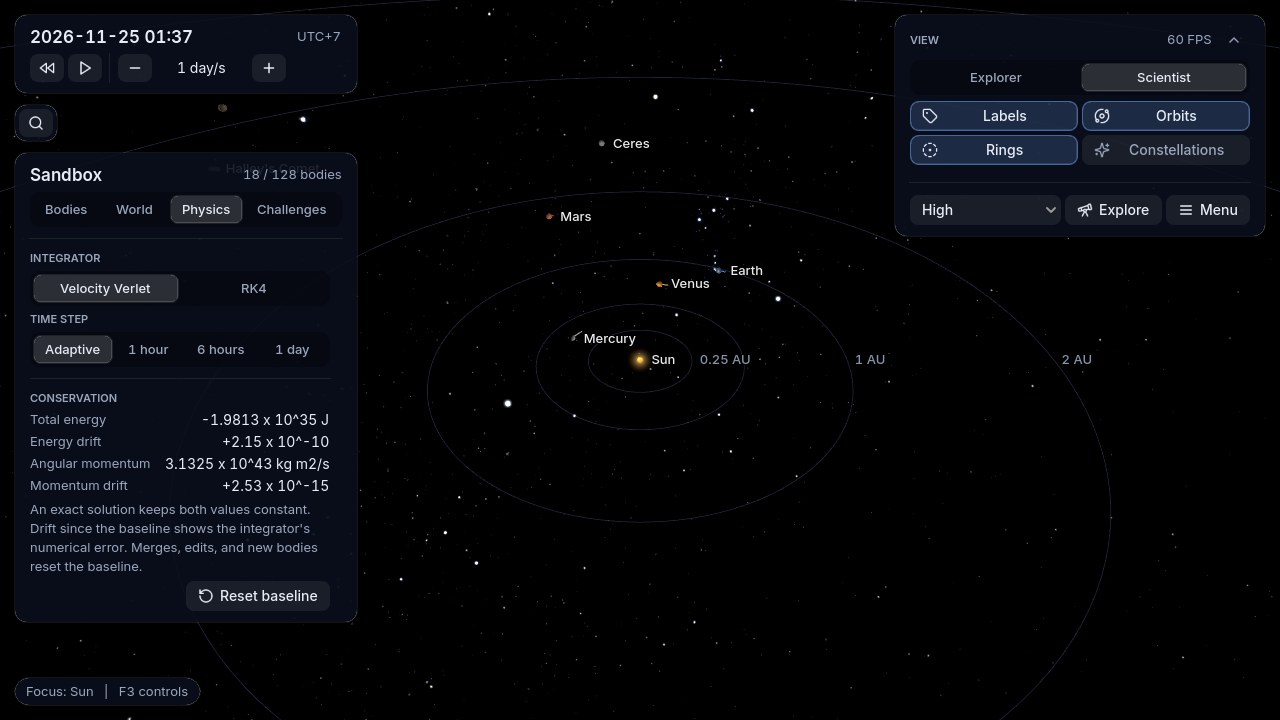 2026-11-25 01:37
UTC+7
1 day/s
Sandbox
18 / 128 bodies
Halley's Comet
Bodies
World
Physics
Challenges
INTEGRATOR
Velocity Verlet
RK4
TIME STEP
Adaptive
1 hour
6 hours
1 day
CONSERVATION
Total energy -1.9813 x 10^35 J
Energy drift +2.15 x 10^-10
Angular momentum 3.1325 x 10^43 kg m2/s
Momentum drift +2.53 x 10^-15
An exact solution keeps both values constant.
Drift since the baseline shows the integrator's
numerical error. Merges, edits, and new bodies
reset the baseline.
Reset baseline
Focus: Sun | F3 controls
Ceres
Mars
Earth
Venus
Mercury
Sun
0.25 AU
1 AU
2 AU
VIEW
60 FPS
Explorer
Scientist
Labels
Orbits
Rings
Constellations
High
Explore
Menu